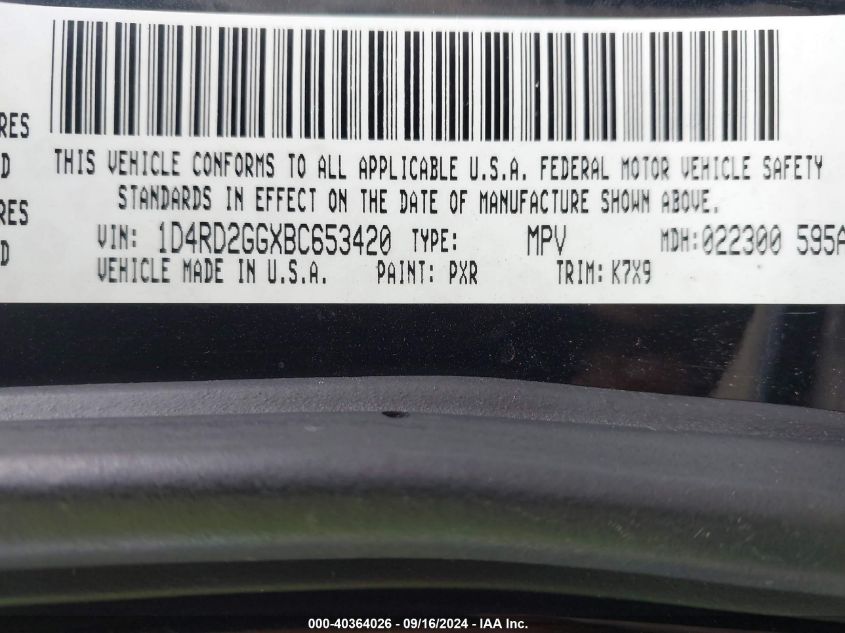 RES
D
THIS VEHICLE CONFORMS TO ALL APPLICABLE U.S.A. FEDERAL MOTOR VEHICLE SAFETY
STANDARDS IN EFFECT ON THE DATE OF MANUFACTURE SHOWN ABOVE.
RES
D
VIN: 1D4RD2GGXBC653420 TYPE: MPV MDH:022300 595A
VEHICLE MADE IN U.S.A. PAINT: PXR TRIM: K7X9
000-40364026 - 09/16/2024 - IAA Inc.